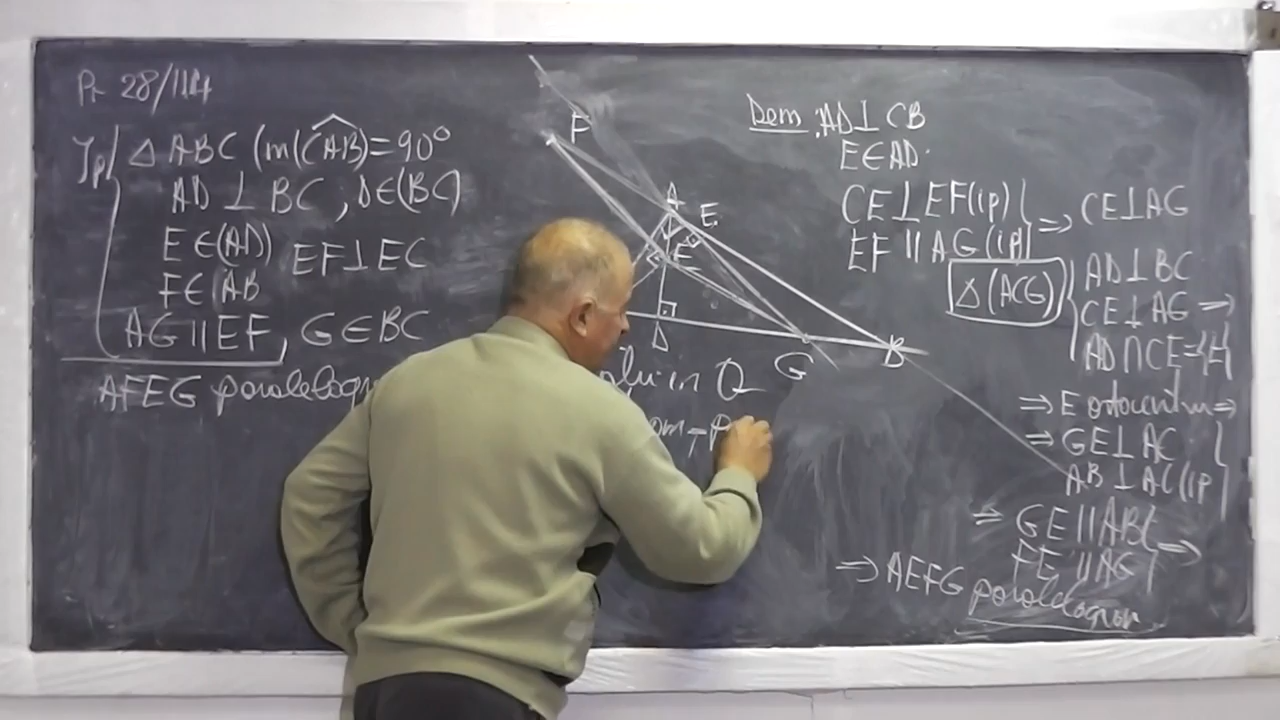 Pr 28/114
Jp △ ABC (m(CAB)=90°
AD ⊥ BC , D∈(BC)
E∈(AD) EF⊥EC
F∈ AB
AG || EF, G∈BC
AFEG
F
A
E
E
D
G
B
in
Dem AD⊥CB
E∈AD
CE⊥EF(ip)
EF || AG (ip) => CE⊥AG
△(ACG)
AD⊥BC
CE⊥AG =>
AD∩CE=
=> E ortocentru =>
=> GE⊥AC
AB⊥AC(ip
=> GE||AB
FE ||AG =>
=> AEFG paralelogram